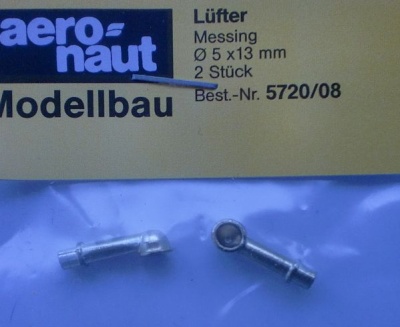 aero-
naut
Modellbau
Lüfter
Messing
Ø 5 x13 mm
2 Stück
Best.-Nr. 5720/08